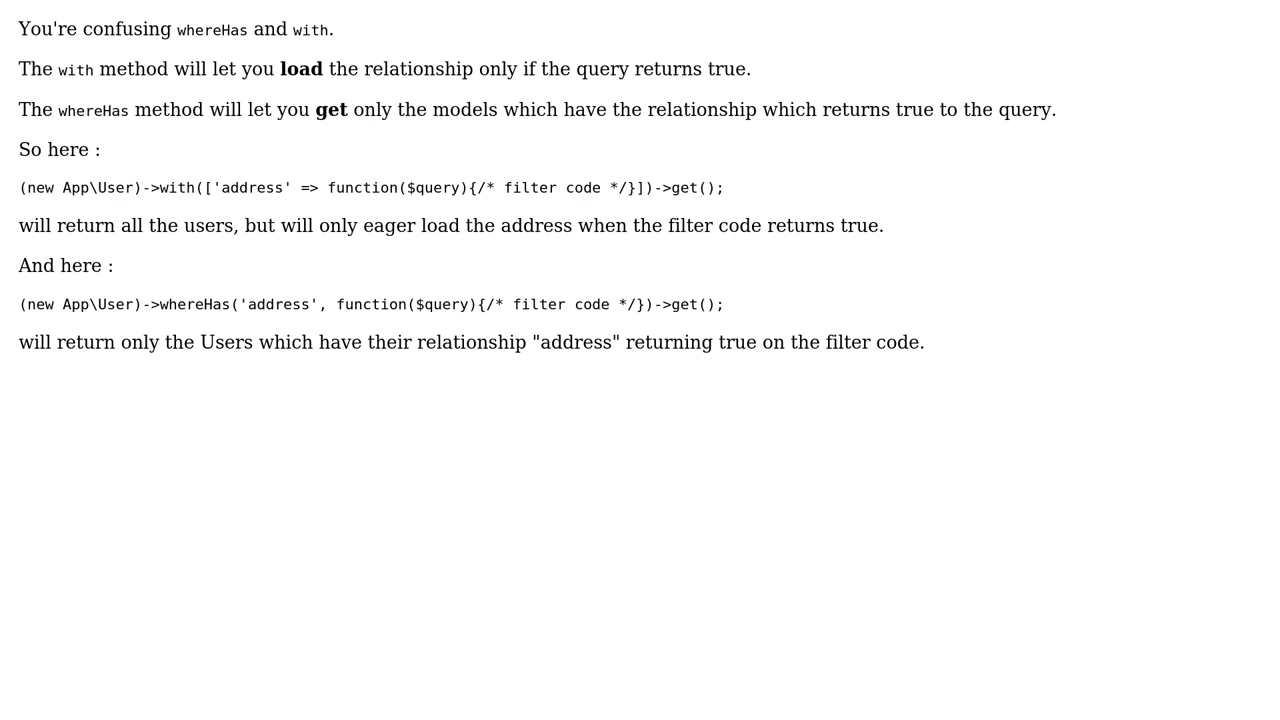 You're confusing whereHas and with.
The with method will let you load the relationship only if the query returns true.
The whereHas method will let you get only the models which have the relationship which returns true to the query.
So here :
(new App\User)->with(['address' => function($query){/* filter code */}])->get();
will return all the users, but will only eager load the address when the filter code returns true.
And here :
(new App\User)->whereHas('address', function($query){/* filter code */})->get();
will return only the Users which have their relationship "address" returning true on the filter code.